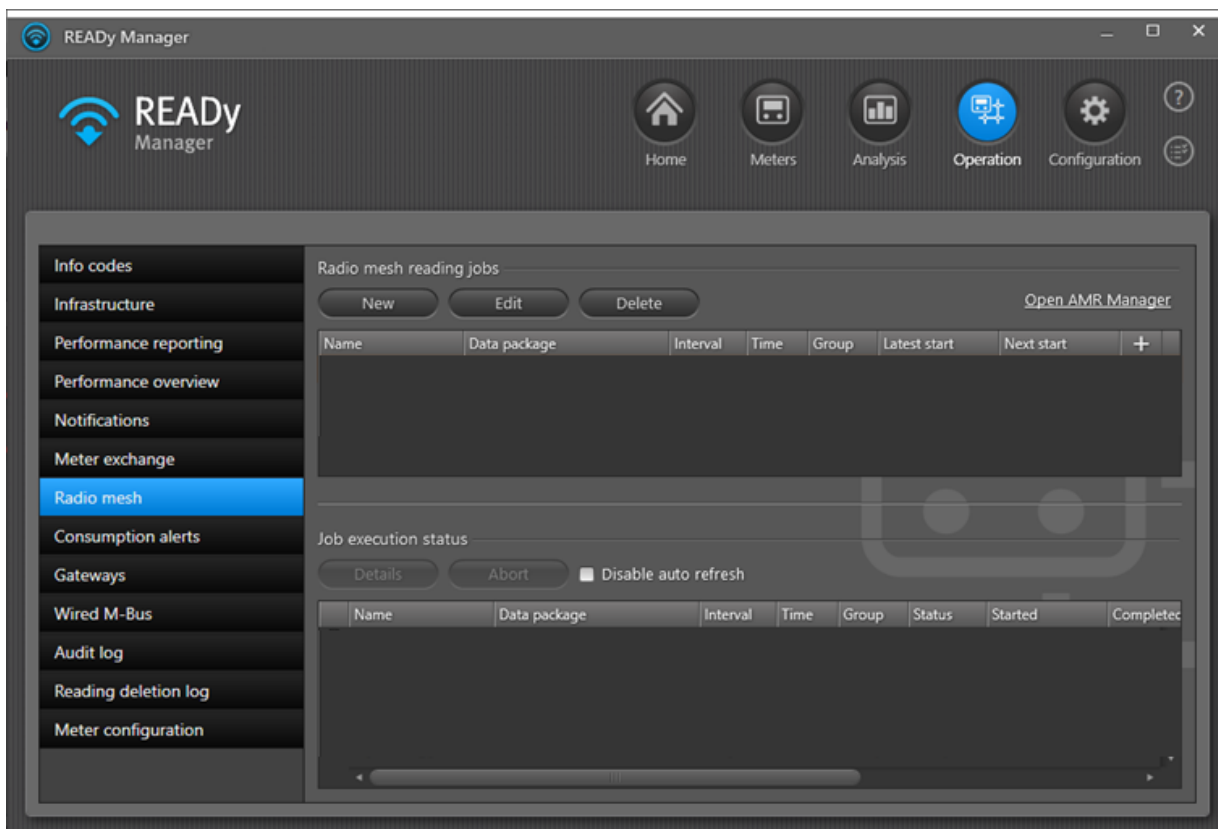 READy Manager
READy
Manager
Home Meters Analysis Operation Configuration
?
Info codes
Infrastructure
Performance reporting
Performance overview
Notifications
Meter exchange
Radio mesh
Consumption alerts
Gateways
Wired M-Bus
Audit log
Reading deletion log
Meter configuration
Radio mesh reading jobs
New Edit Delete Open AMR Manager
Name Data package Interval Time Group Latest start Next start +
Job execution status
Details Abort Disable auto refresh
Name Data package Interval Time Group Status Started Completed